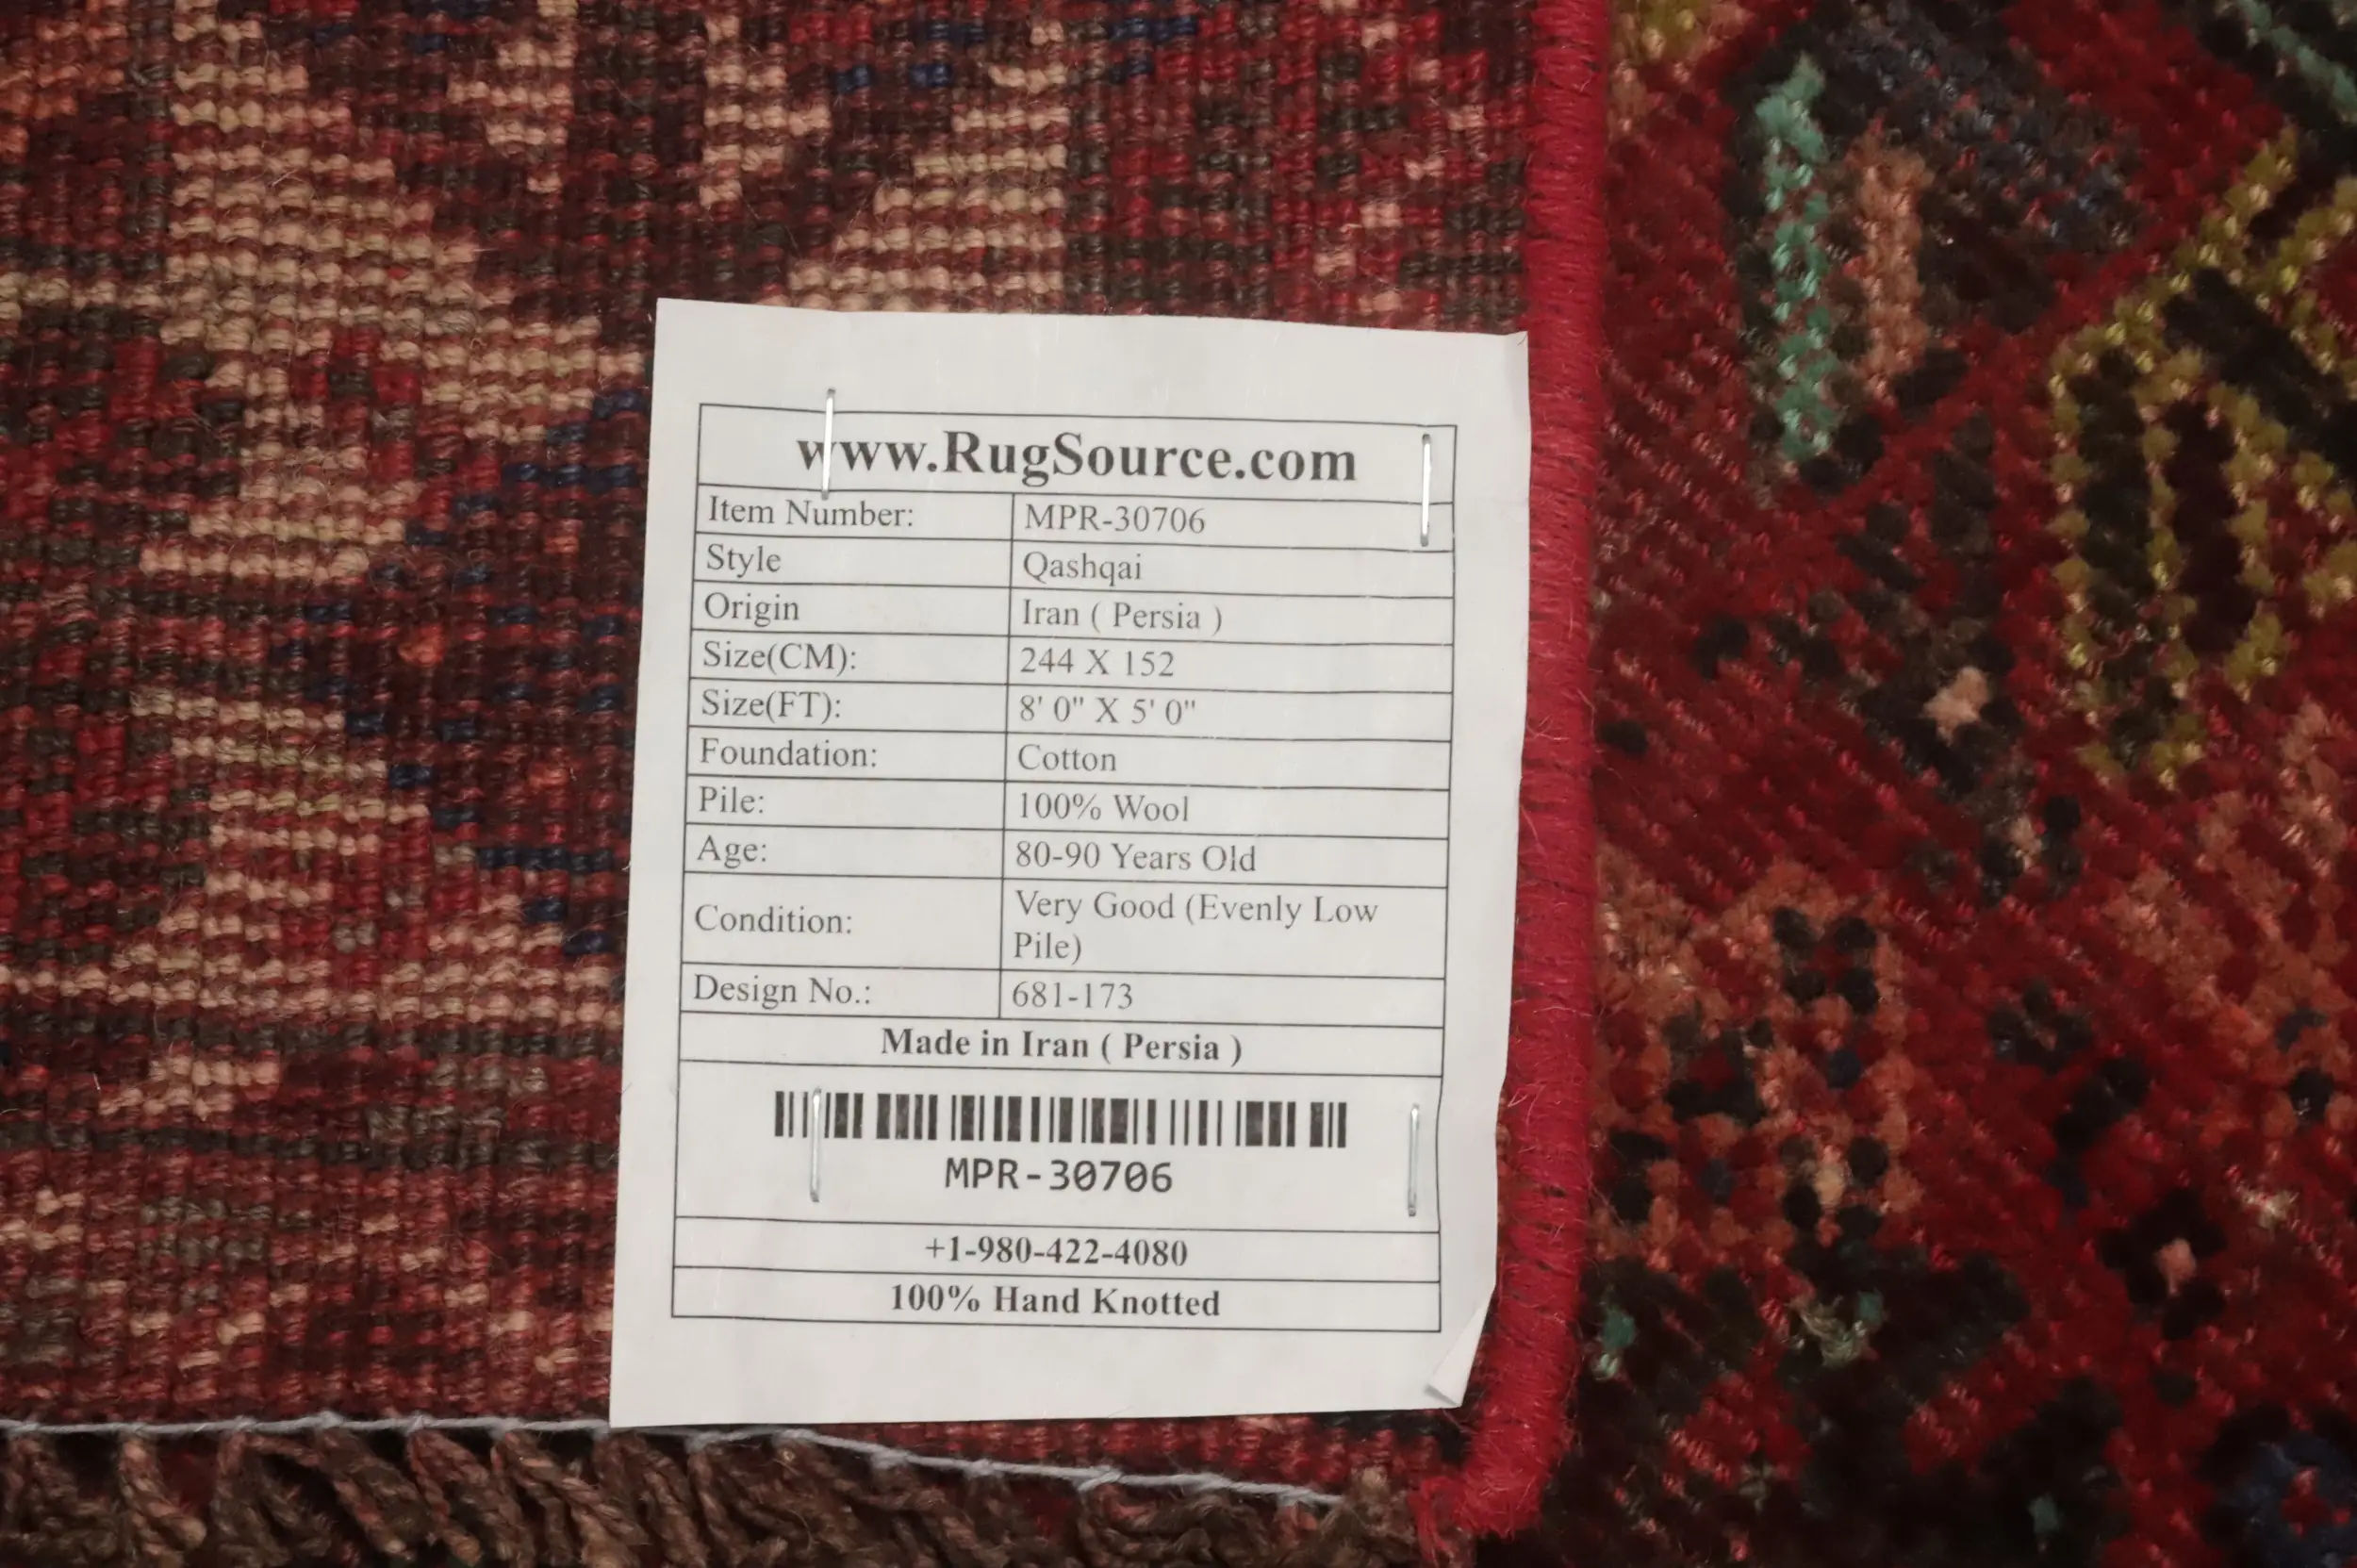 www.RugSource.com
Item Number: MPR-30706
Style Qashqai
Origin Iran ( Persia )
Size(CM): 244 X 152
Size(FT): 8' 0" X 5' 0"
Foundation: Cotton
Pile: 100% Wool
Age: 80-90 Years Old
Condition: Very Good (Evenly Low
Pile)
Design No.: 681-173
Made in Iran ( Persia )
MPR-30706
+1-980-422-4080
100% Hand Knotted